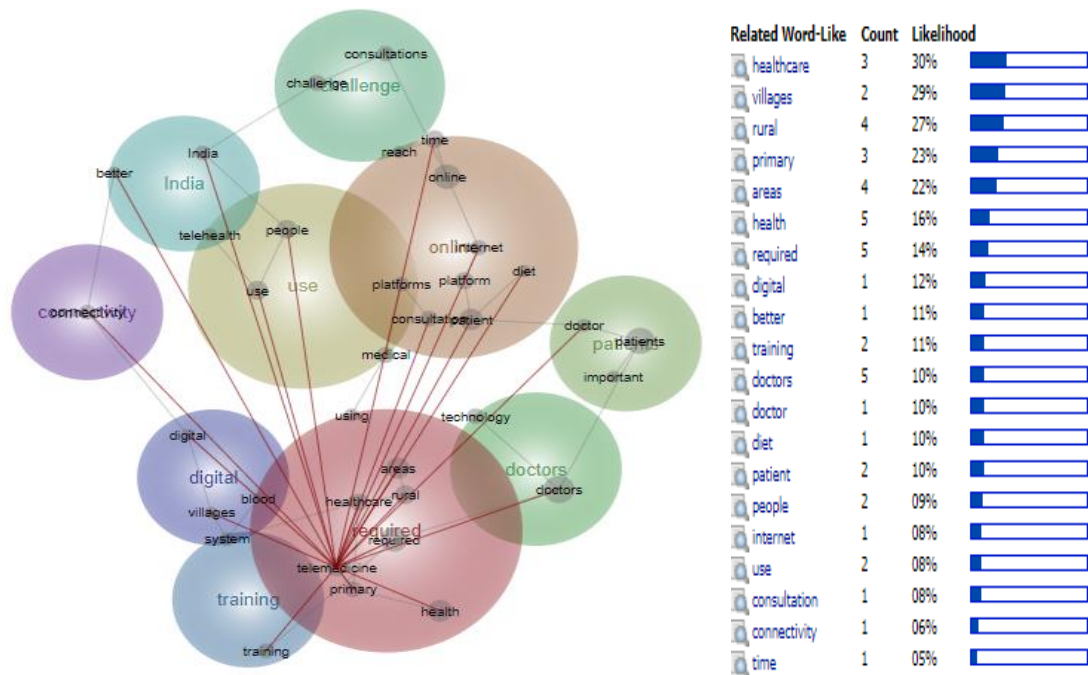 consultations
challenge
challenge
time
reach
India
better
India
online
people
telehealth
online
internet
use
use
platforms
platform
diet
connectivity
connectivity
consultation
patient
doctor
patients
patients
medical
important
using
technology
digital
areas
digital
doctors
blood
healthcare
rural
doctors
villages
required
system
required
telemedicine
primary
training
health
training
Related Word-Like Count Likelihood
healthcare 3 30%
villages 2 29%
rural 4 27%
primary 3 23%
areas 4 22%
health 5 16%
required 5 14%
digital 1 12%
better 1 11%
training 2 11%
doctors 5 10%
doctor 1 10%
diet 1 10%
patient 2 10%
people 2 09%
internet 1 08%
use 2 08%
consultation 1 08%
connectivity 1 06%
time 1 05%